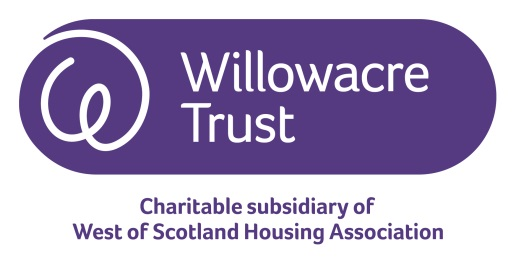 Willowacre
Trust
Charitable subsidiary of
West of Scotland Housing Association